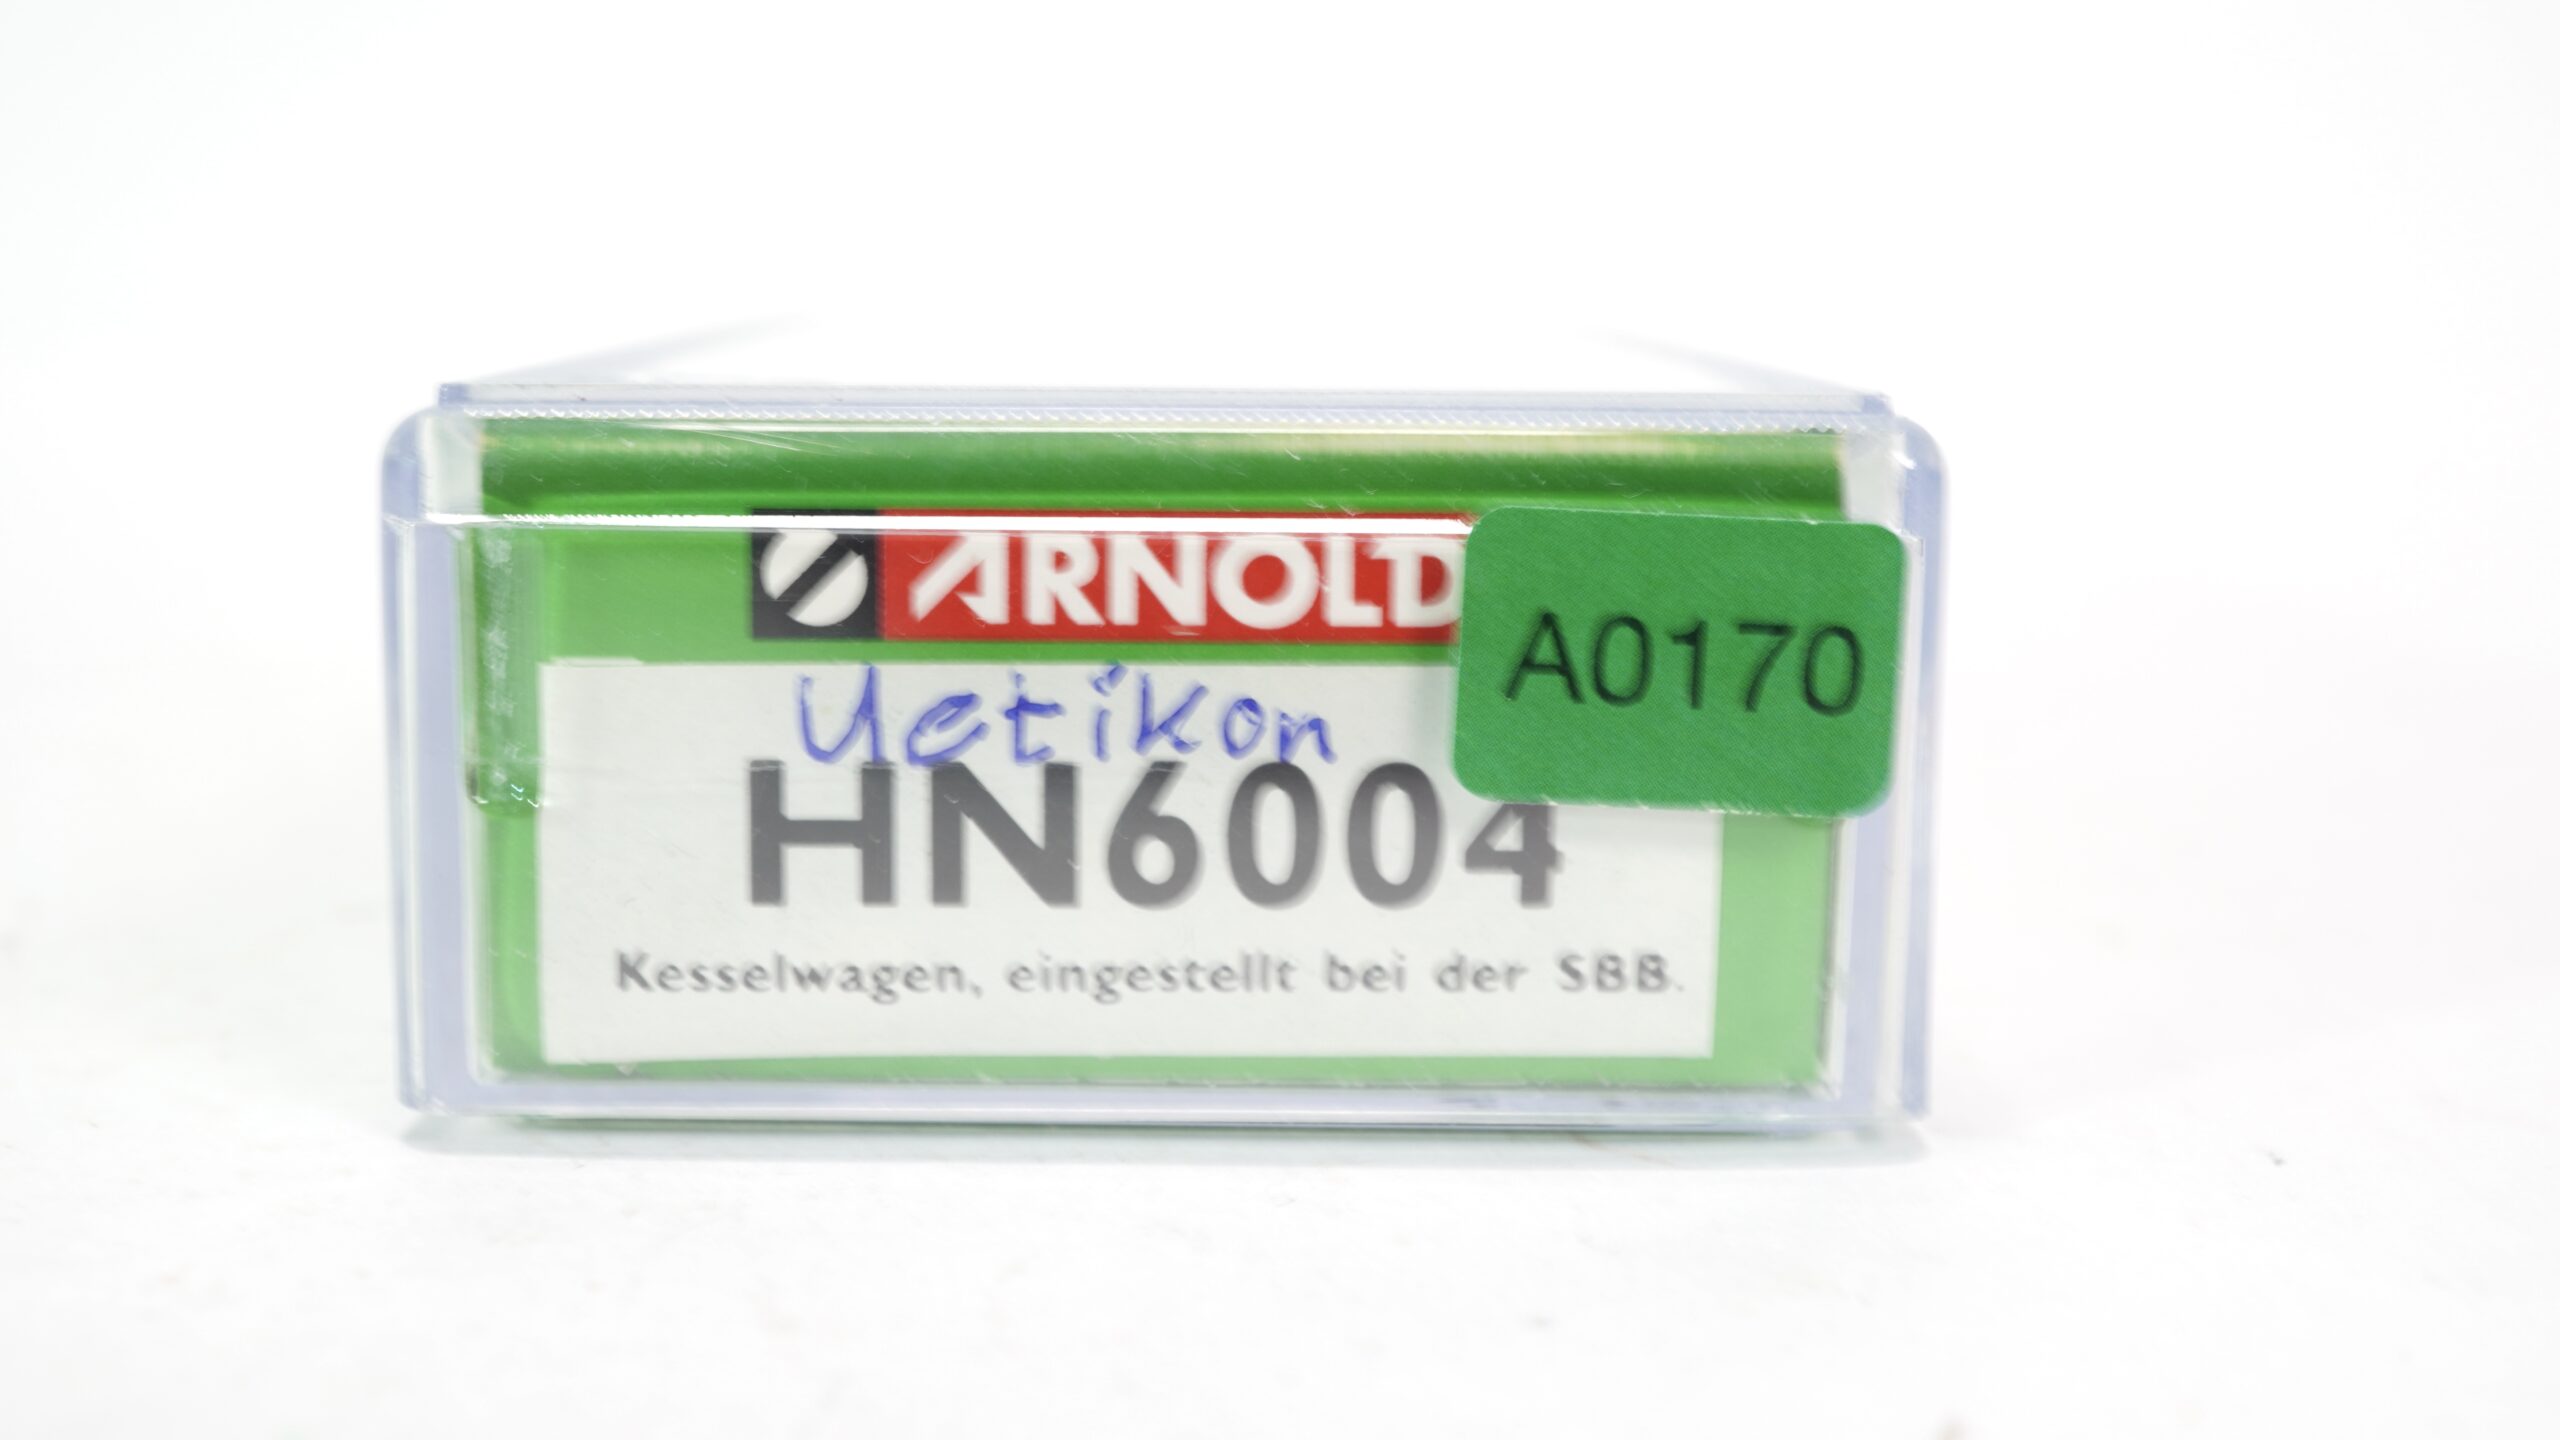 ARNOLD
A0170
Uetikon
HN6004
Kesselwagen, eingestellt bei der SBB.